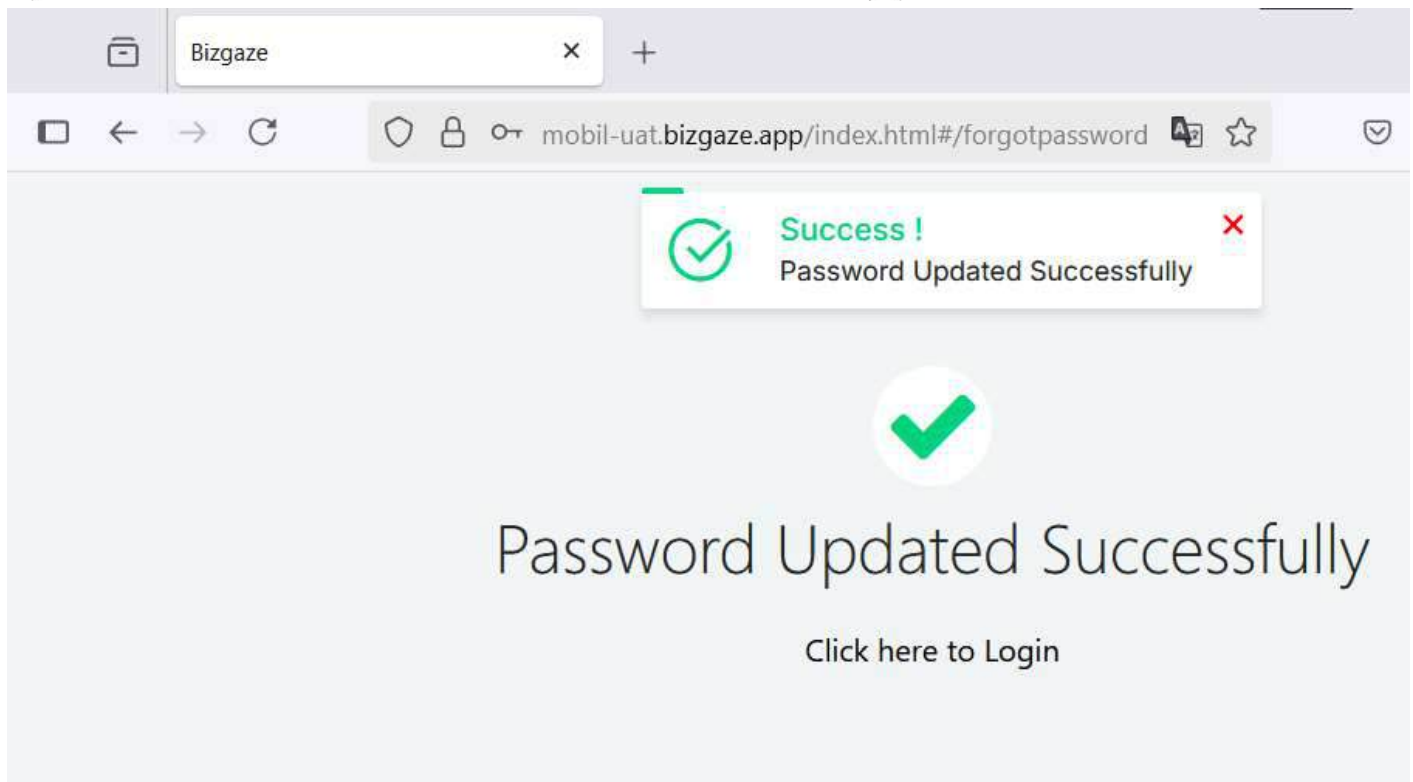 Bizgaze
mobil-uat.bizgaze.app/index.html#/forgotpassword
Success !
Password Updated Successfully
Password Updated Successfully
Click here to Login